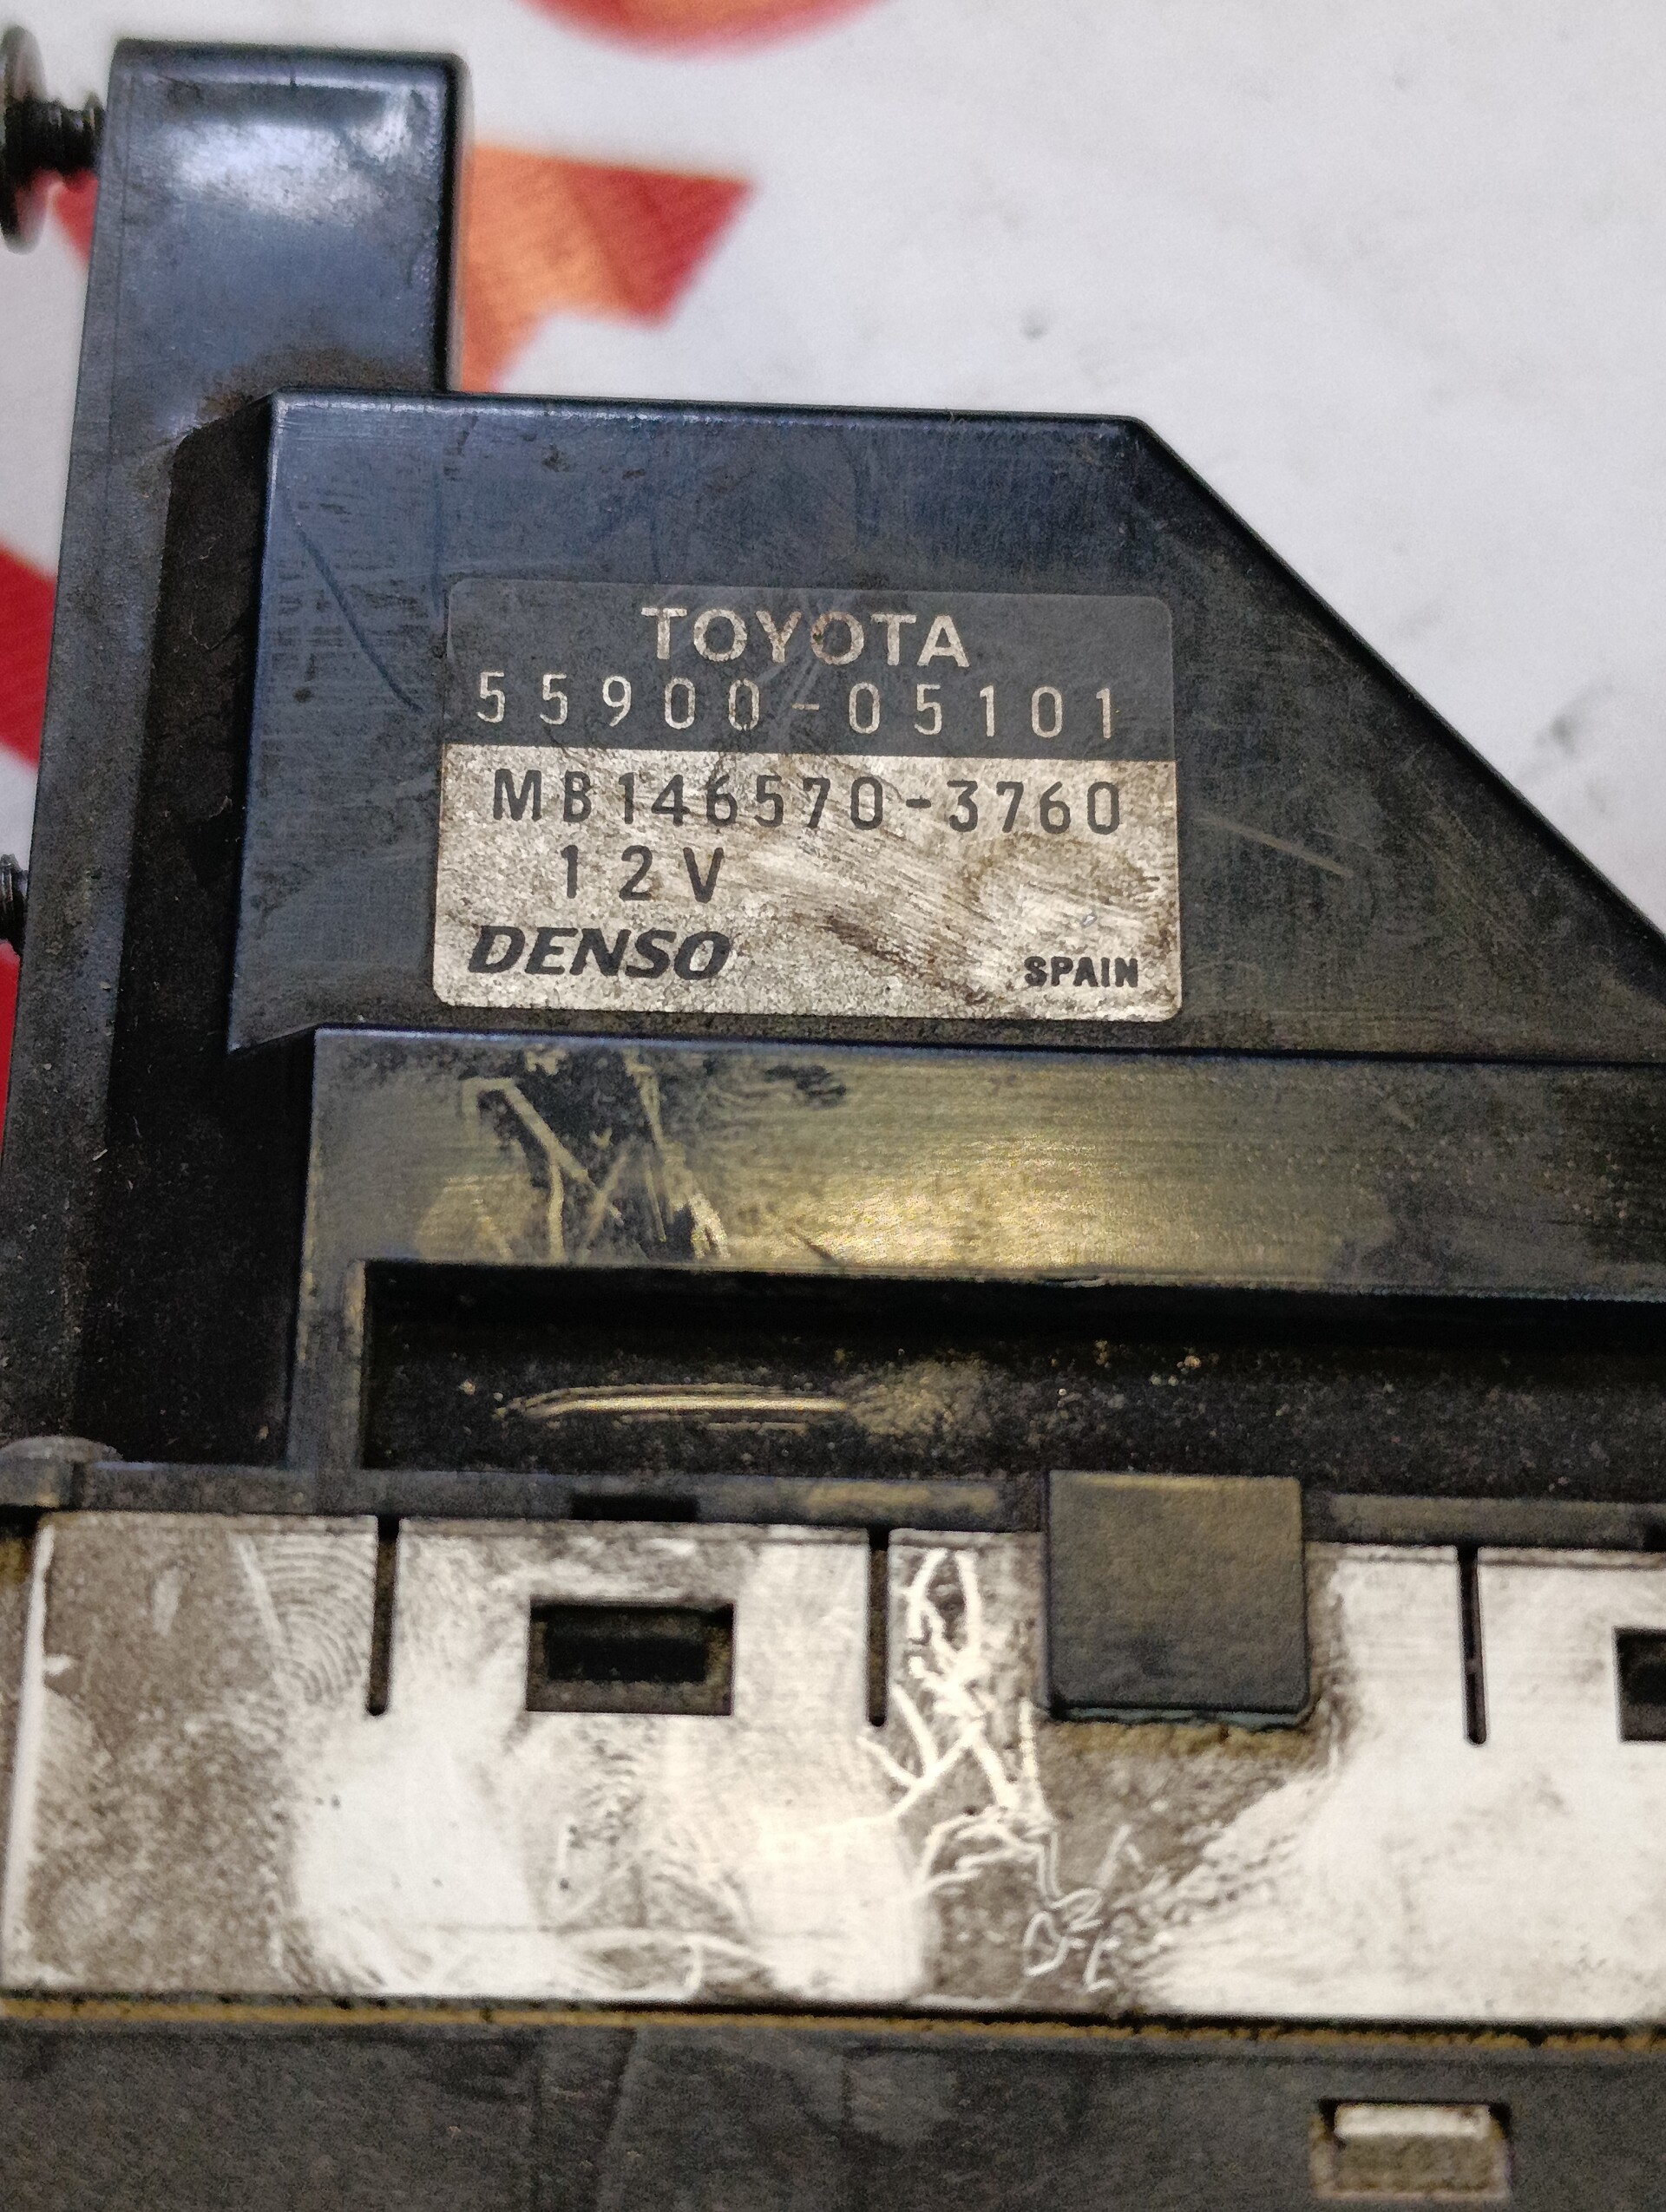 TOYOTA
55900-05101
MB146570-3760
12V
DENSO
SPAIN